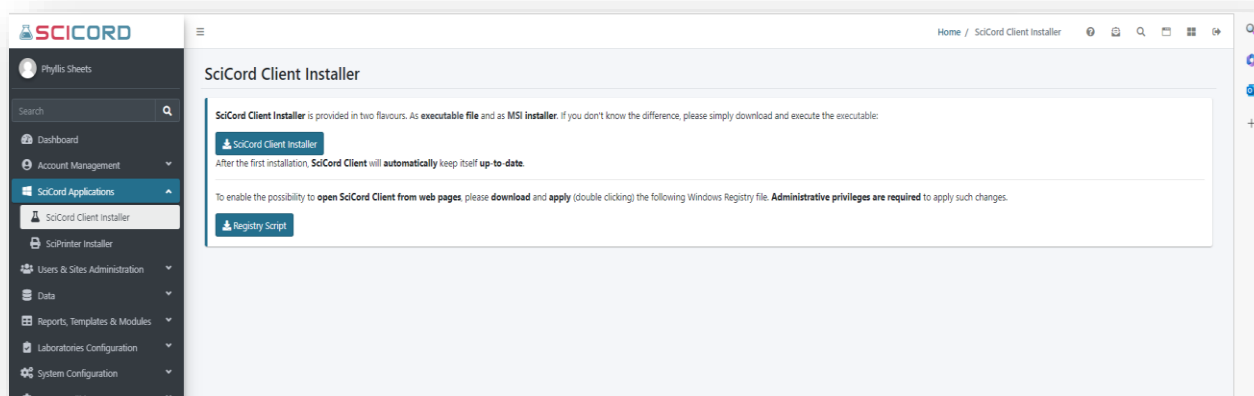 SCICORD
Home / SciCord Client Installer
Phyllis Sheets
Search
Dashboard
Account Management
SciCord Applications
SciCord Client Installer
SciPrinter Installer
Users & Sites Administration
Data
Reports, Templates & Modules
Laboratories Configuration
System Configuration
SciCord Client Installer
SciCord Client Installer is provided in two flavours. As executable file and as MSI installer. If you don't know the difference, please simply download and execute the executable:
SciCord Client Installer
After the first installation, SciCord Client will automatically keep itself up-to-date.
To enable the possibility to open SciCord Client from web pages, please download and apply (double clicking) the following Windows Registry file. Administrative privileges are required to apply such changes.
Registry Script